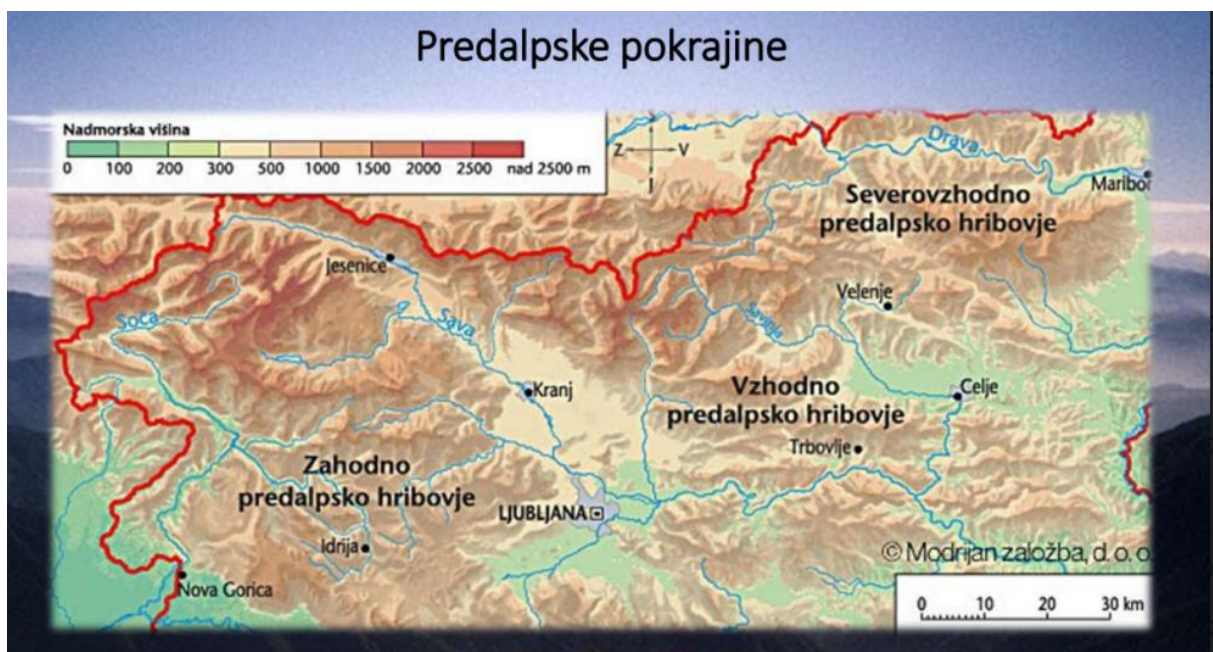 Predalpske pokrajine
Nadmorska višina
0 100 200 300 500 1000 1500 2000 2500 nad 2500 m
S
Z V
J
Drava
Maribor
Severovzhodno
predalpsko hribovje
Jesenice
Velenje
Soča
Sava
Savinja
Kranj
Vzhodno
predalpsko hribovje
Celje
Trbovlje
Zahodno
predalpsko hribovje
LJUBLJANA
Idrija
© Modrijan založba, d. o. o.
Nova Gorica
0 10 20 30 km